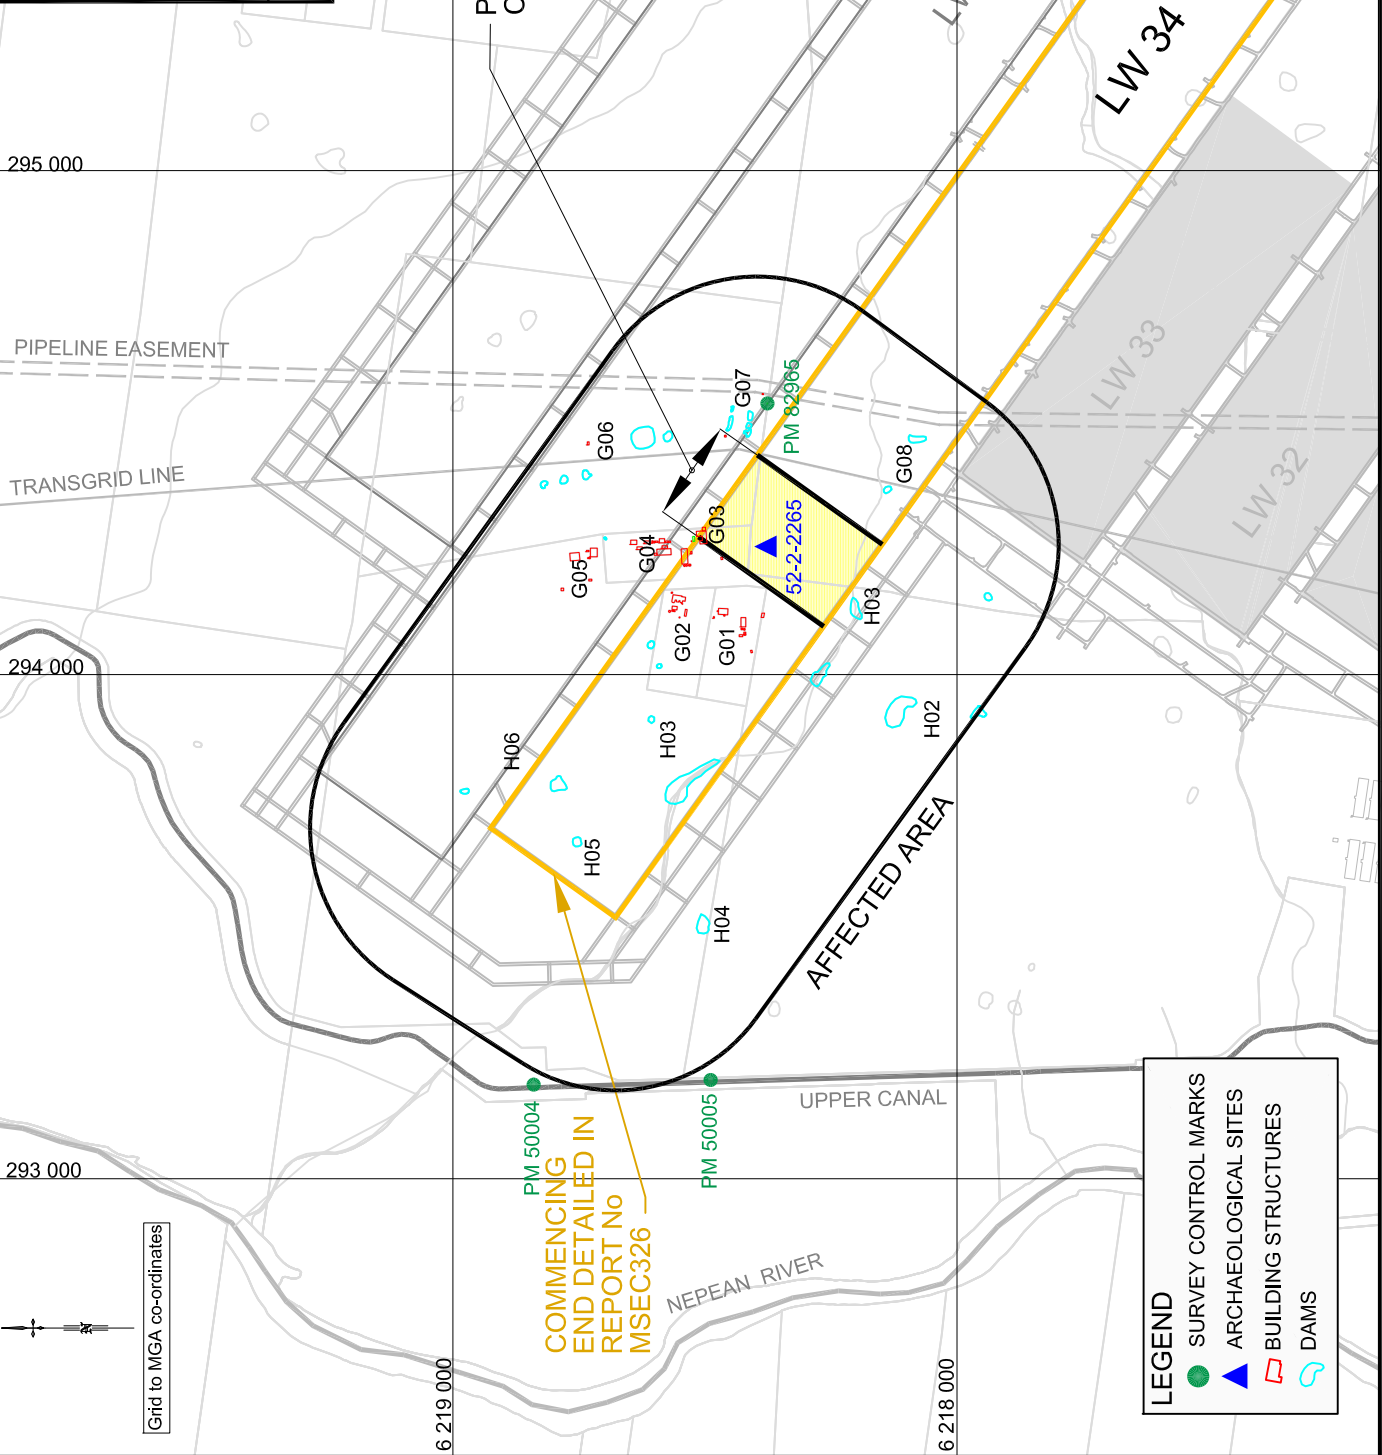 295 000
PIPELINE EASEMENT
TRANSGRID LINE
294 000
293 000
6 219 000
6 218 000
Grid to MGA co-ordinates
P
LW 34
LW 33
LW 32
G07
PM 82965
G06
G08
G03
52-2-2265
G04
G05
G02
G01
H03
H02
H03
H06
H05
H04
AFFECTED AREA
PM 50004
PM 50005
UPPER CANAL
COMMENCING
END DETAILED IN
REPORT No
MSEC326
NEPEAN RIVER
LEGEND
SURVEY CONTROL MARKS
ARCHAEOLOGICAL SITES
BUILDING STRUCTURES
DAMS